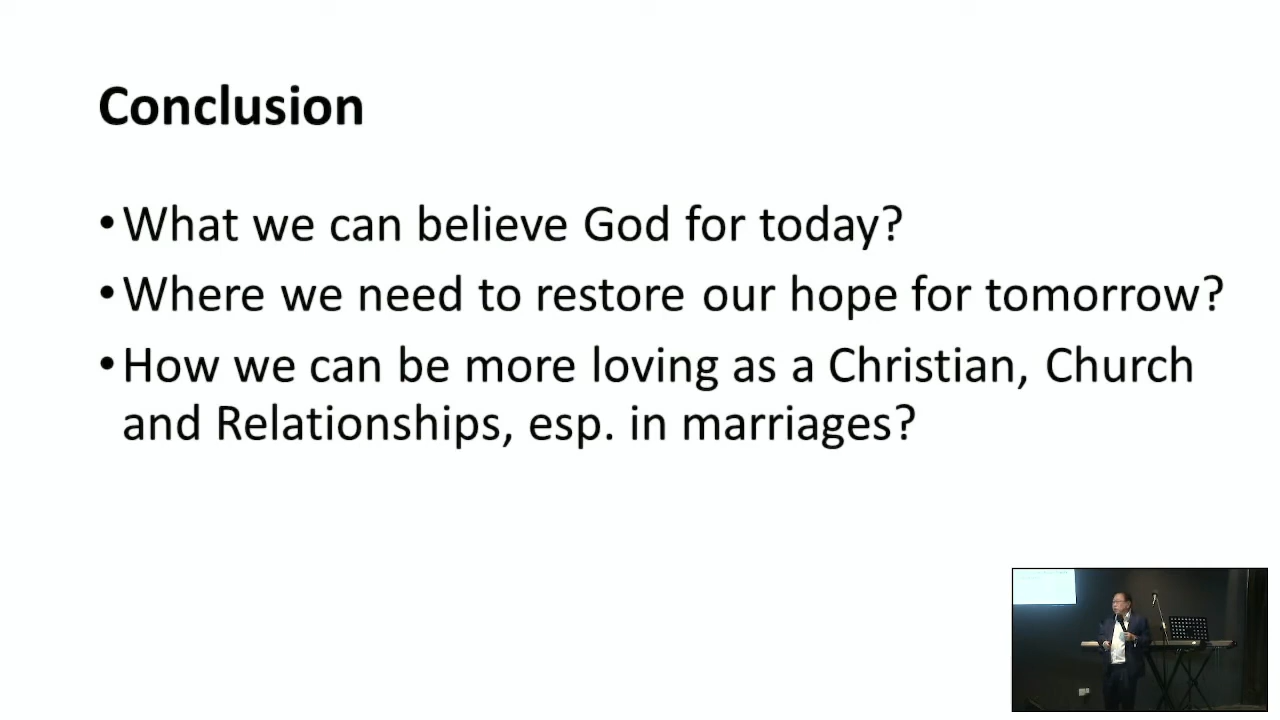 Conclusion
•What we can believe God for today?
•Where we need to restore our hope for tomorrow?
•How we can be more loving as a Christian, Church
and Relationships, esp. in marriages?